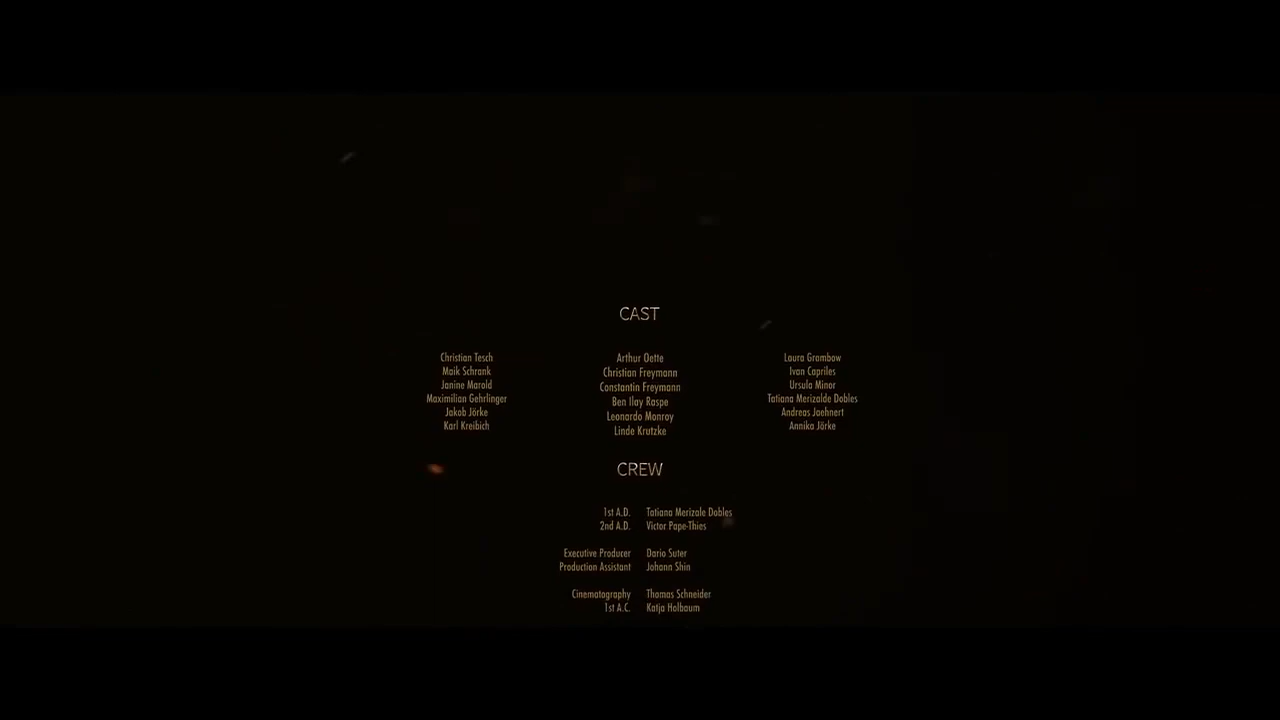 CAST
Christian Tesch
Maik Schrank
Janine Marold
Maximilian Gehrlinger
Jakob Jörke
Karl Kreibich
Arthur Oette
Christian Freymann
Constantin Freymann
Ben Ilay Raspe
Leonardo Monroy
Linde Krutzke
Laura Grambow
Ivan Capriles
Ursula Minor
Tatiana Merizalde Dobles
Andreas Jaehnert
Annika Jörke
CREW
1st A.D. Tatiana Merizale Dobles
2nd A.D. Victor Pape-Thies
Executive Producer Dario Suter
Production Assistant Johann Shin
Cinematography Thomas Schneider
1st A.C. Katja Holbaum